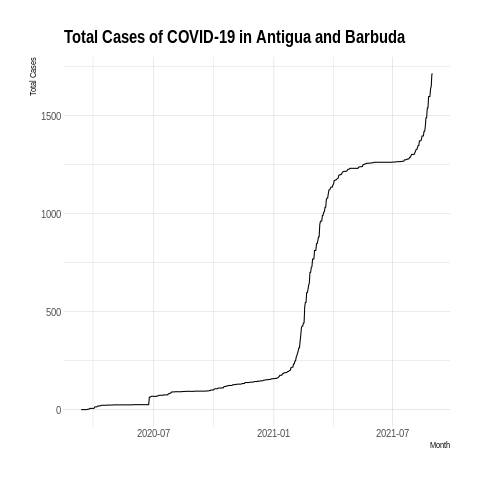 Total Cases of COVID-19 in Antigua and Barbuda
Total Cases
1500
1000
500
0
2020-07 2021-01 2021-07
Month